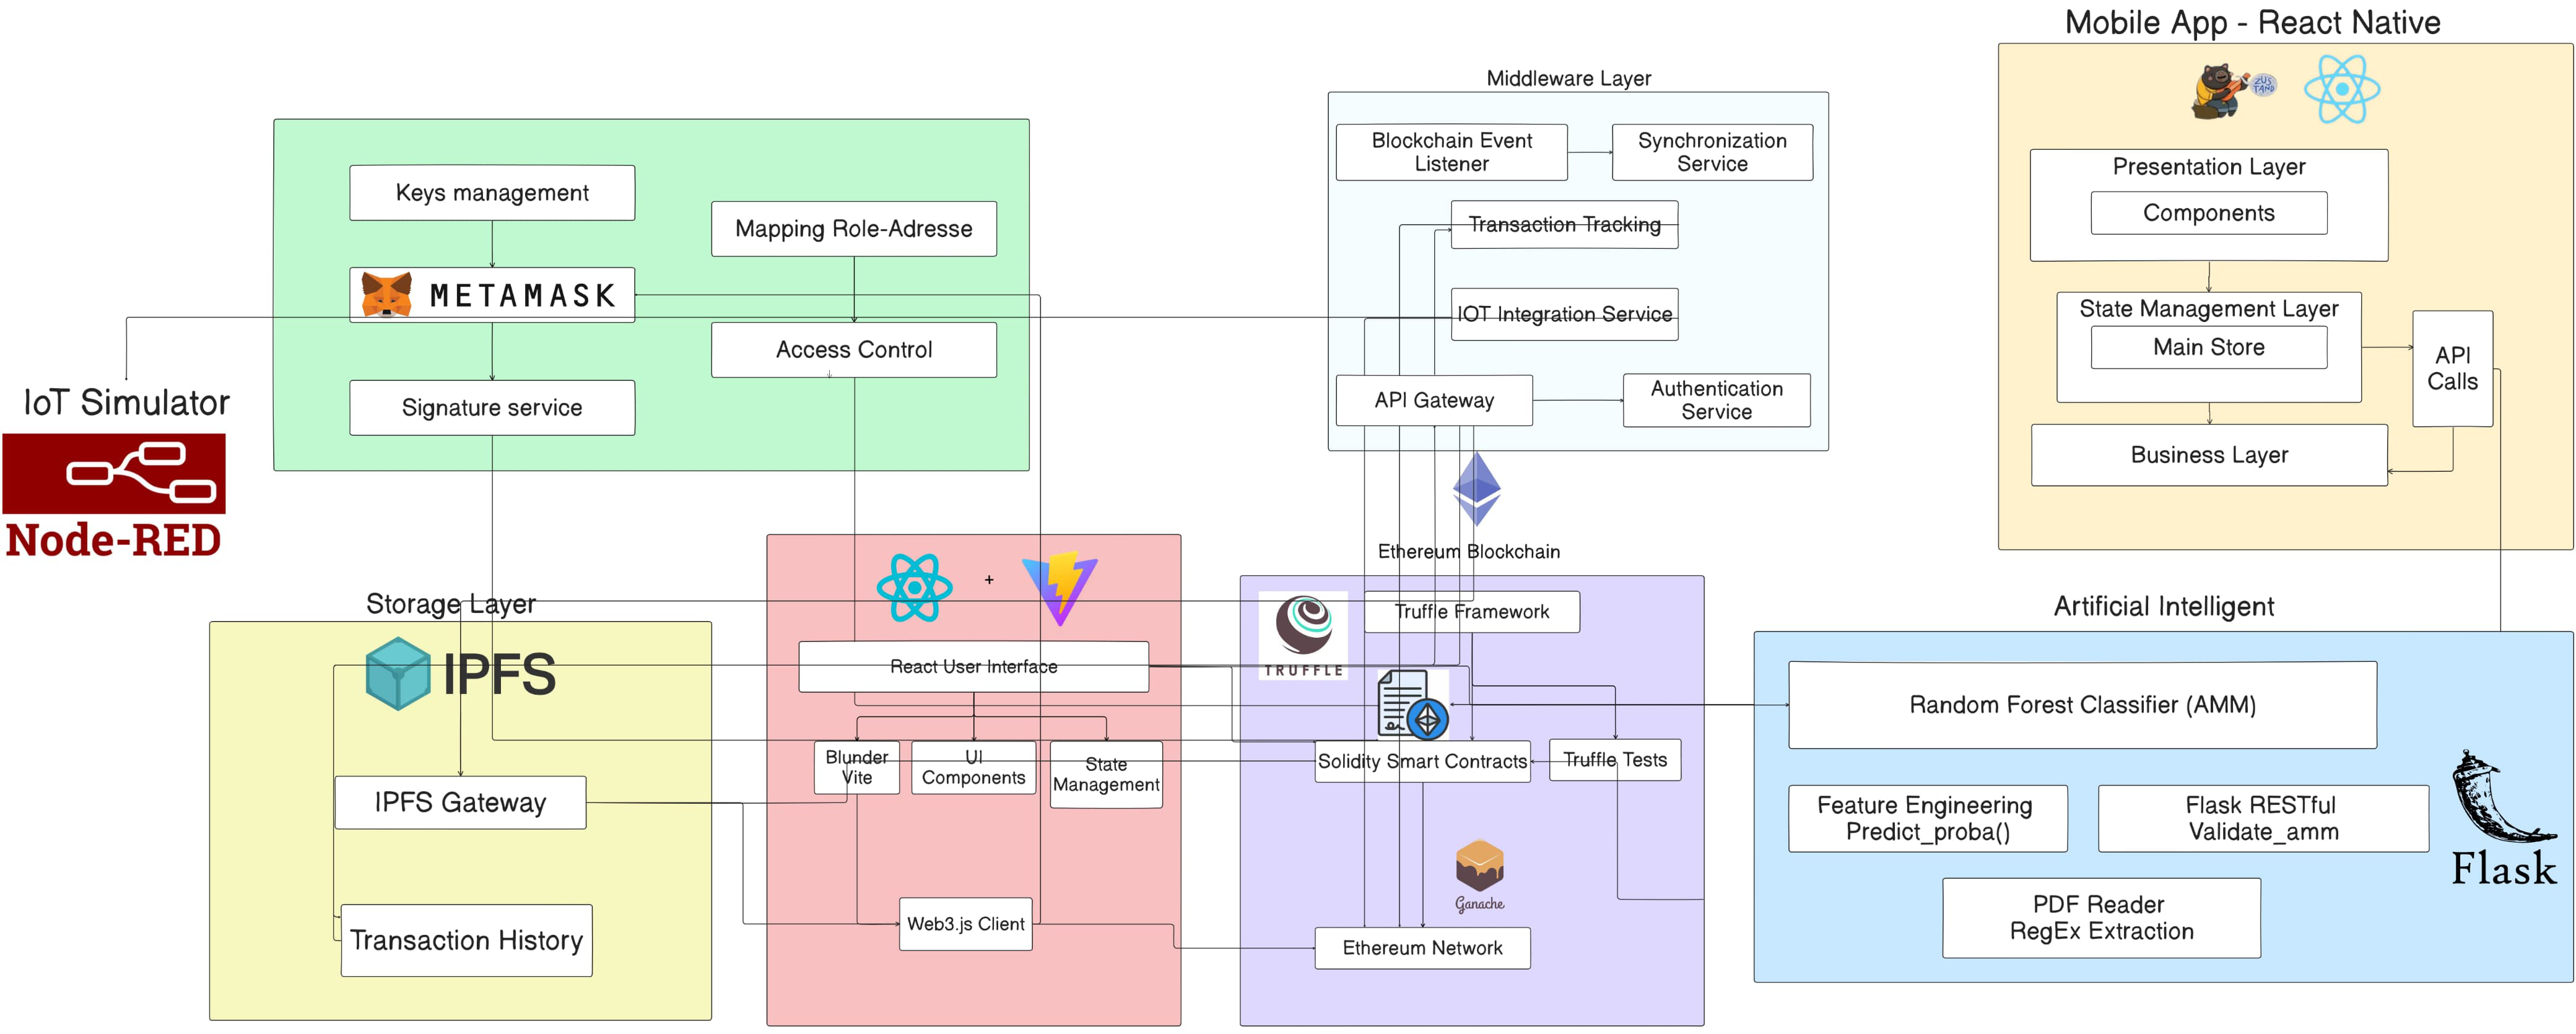 Mobile App - React Native
ZUS
TAND
Presentation Layer
Components
State Management Layer
Main Store
API
Calls
Business Layer
Middleware Layer
Blockchain Event
Listener
Synchronization
Service
Transaction Tracking
IOT Integration Service
API Gateway
Authentication
Service
Keys management
METAMASK
Signature service
Mapping Role-Adresse
Access Control
IoT Simulator
Node-RED
Storage Layer
IPFS
IPFS Gateway
Transaction History
+
React User Interface
Blunder
Vite
UI
Components
State
Management
Web3.js Client
Ethereum Blockchain
TRUFFLE
Truffle Framework
Solidity Smart Contracts
Truffle Tests
Ganache
Ethereum Network
Artificial Intelligent
Random Forest Classifier (AMM)
Feature Engineering
Predict_proba()
Flask RESTful
Validate_amm
PDF Reader
RegEx Extraction
Flask